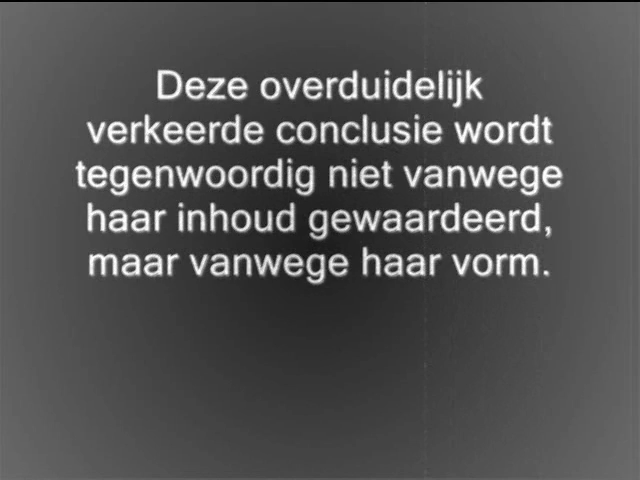 Deze overduidelijk
verkeerde conclusie wordt
tegenwoordig niet vanwege
haar inhoud gewaardeerd,
maar vanwege haar vorm.